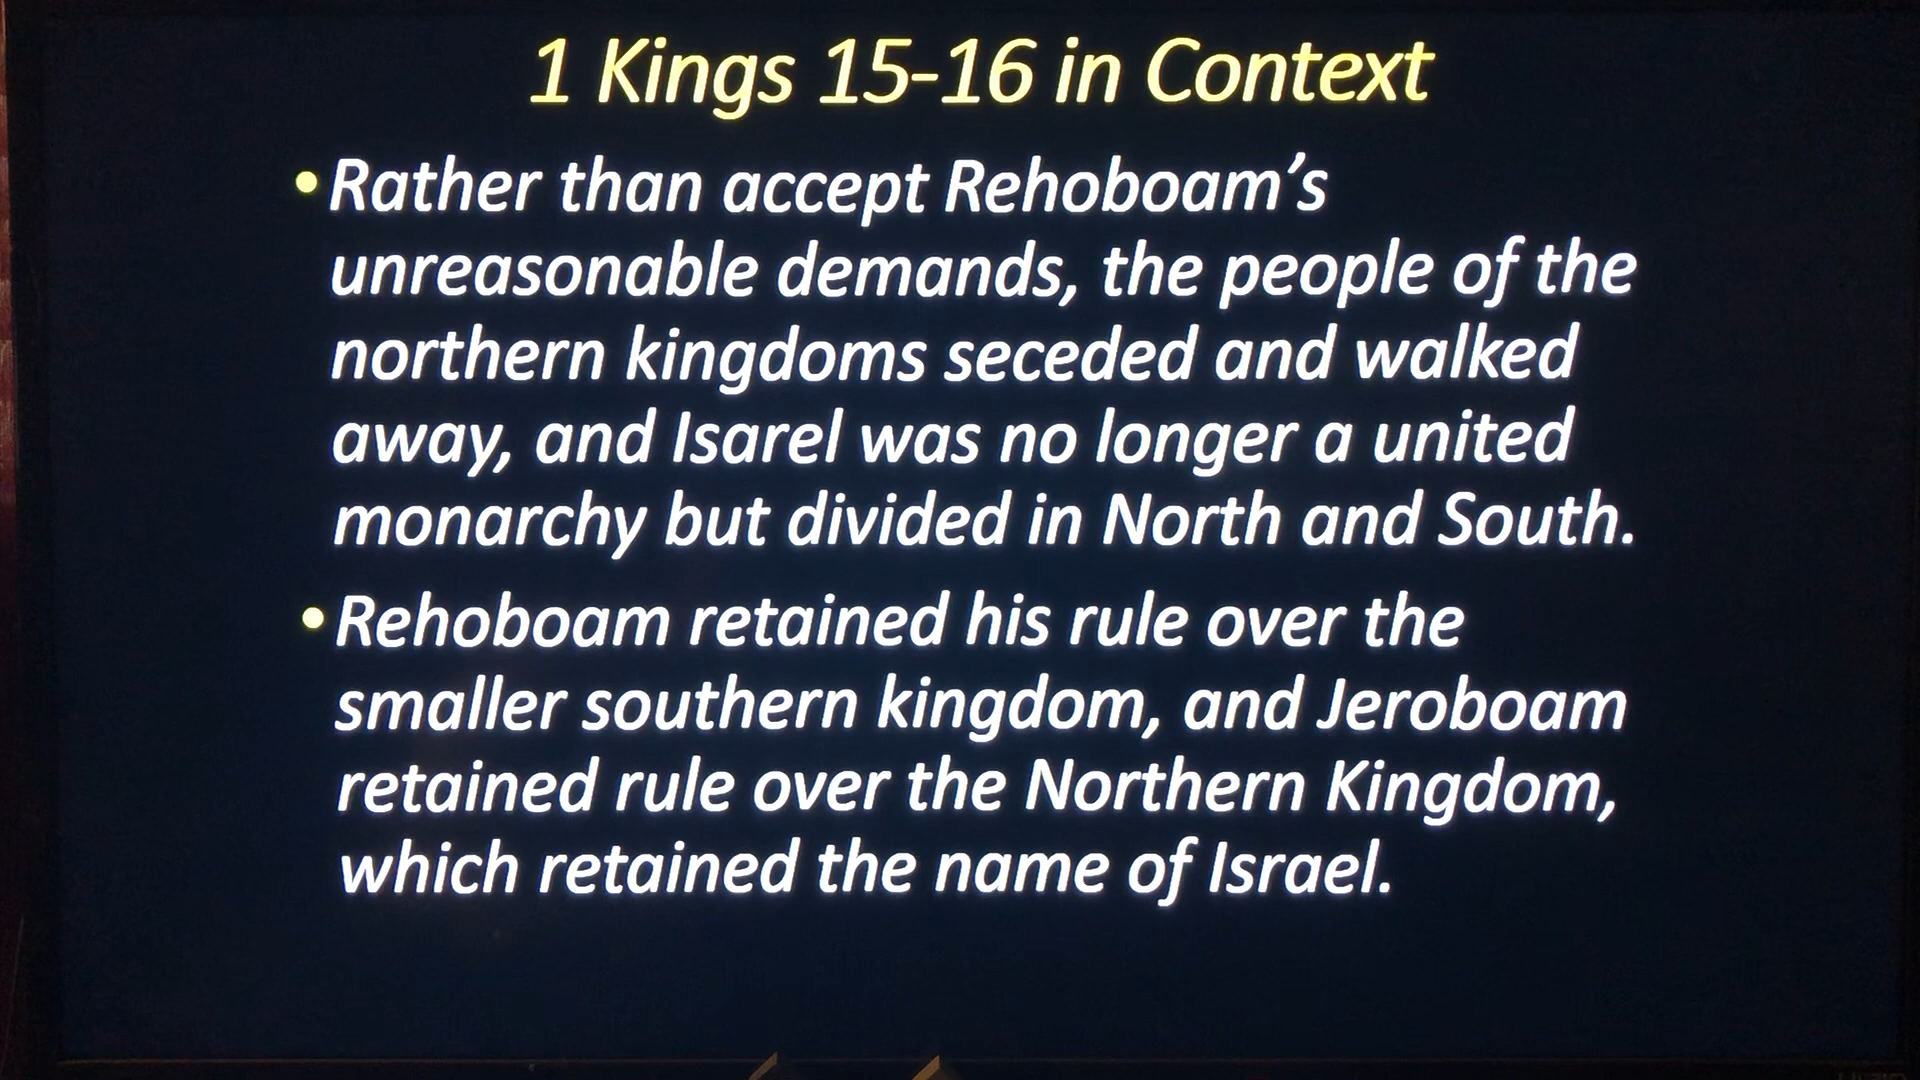 1 Kings 15-16 in Context
• Rather than accept Rehoboam’s
unreasonable demands, the people of the
northern kingdoms seceded and walked
away, and Isarel was no longer a united
monarchy but divided in North and South.
• Rehoboam retained his rule over the
smaller southern kingdom, and Jeroboam
retained rule over the Northern Kingdom,
which retained the name of Israel.